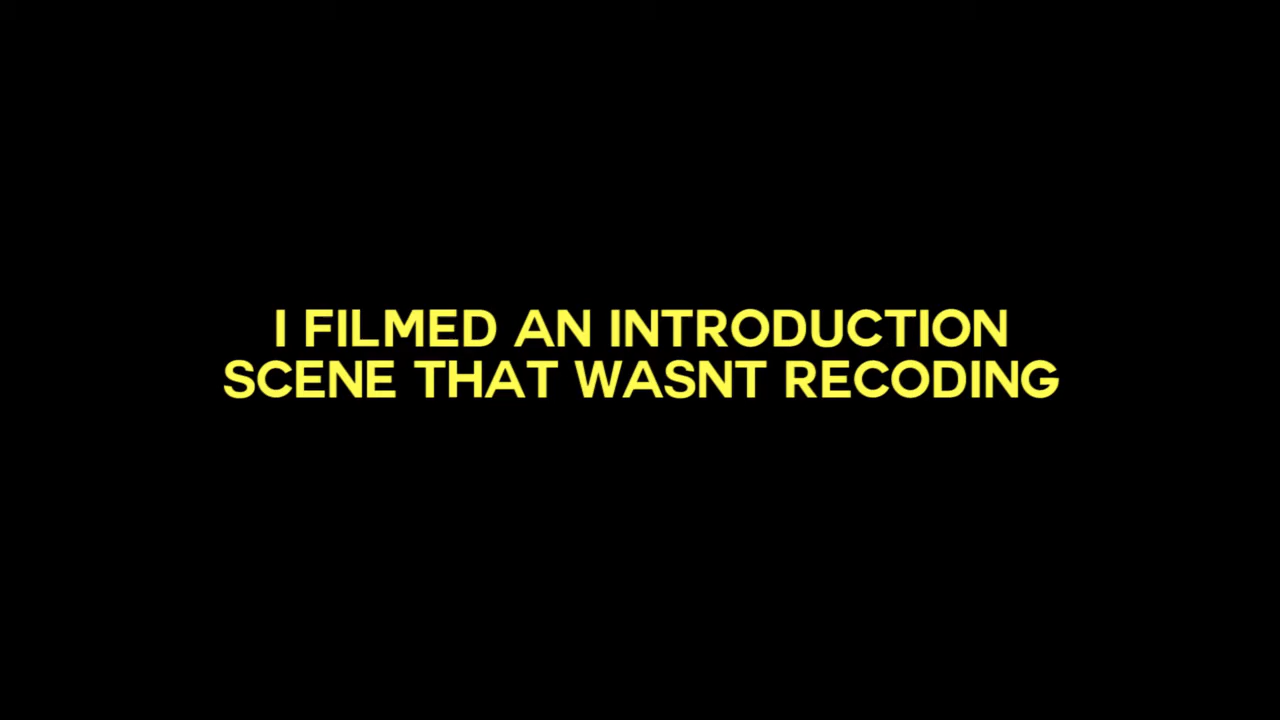 I FILMED AN INTRODUCTION
SCENE THAT WASNT RECODING